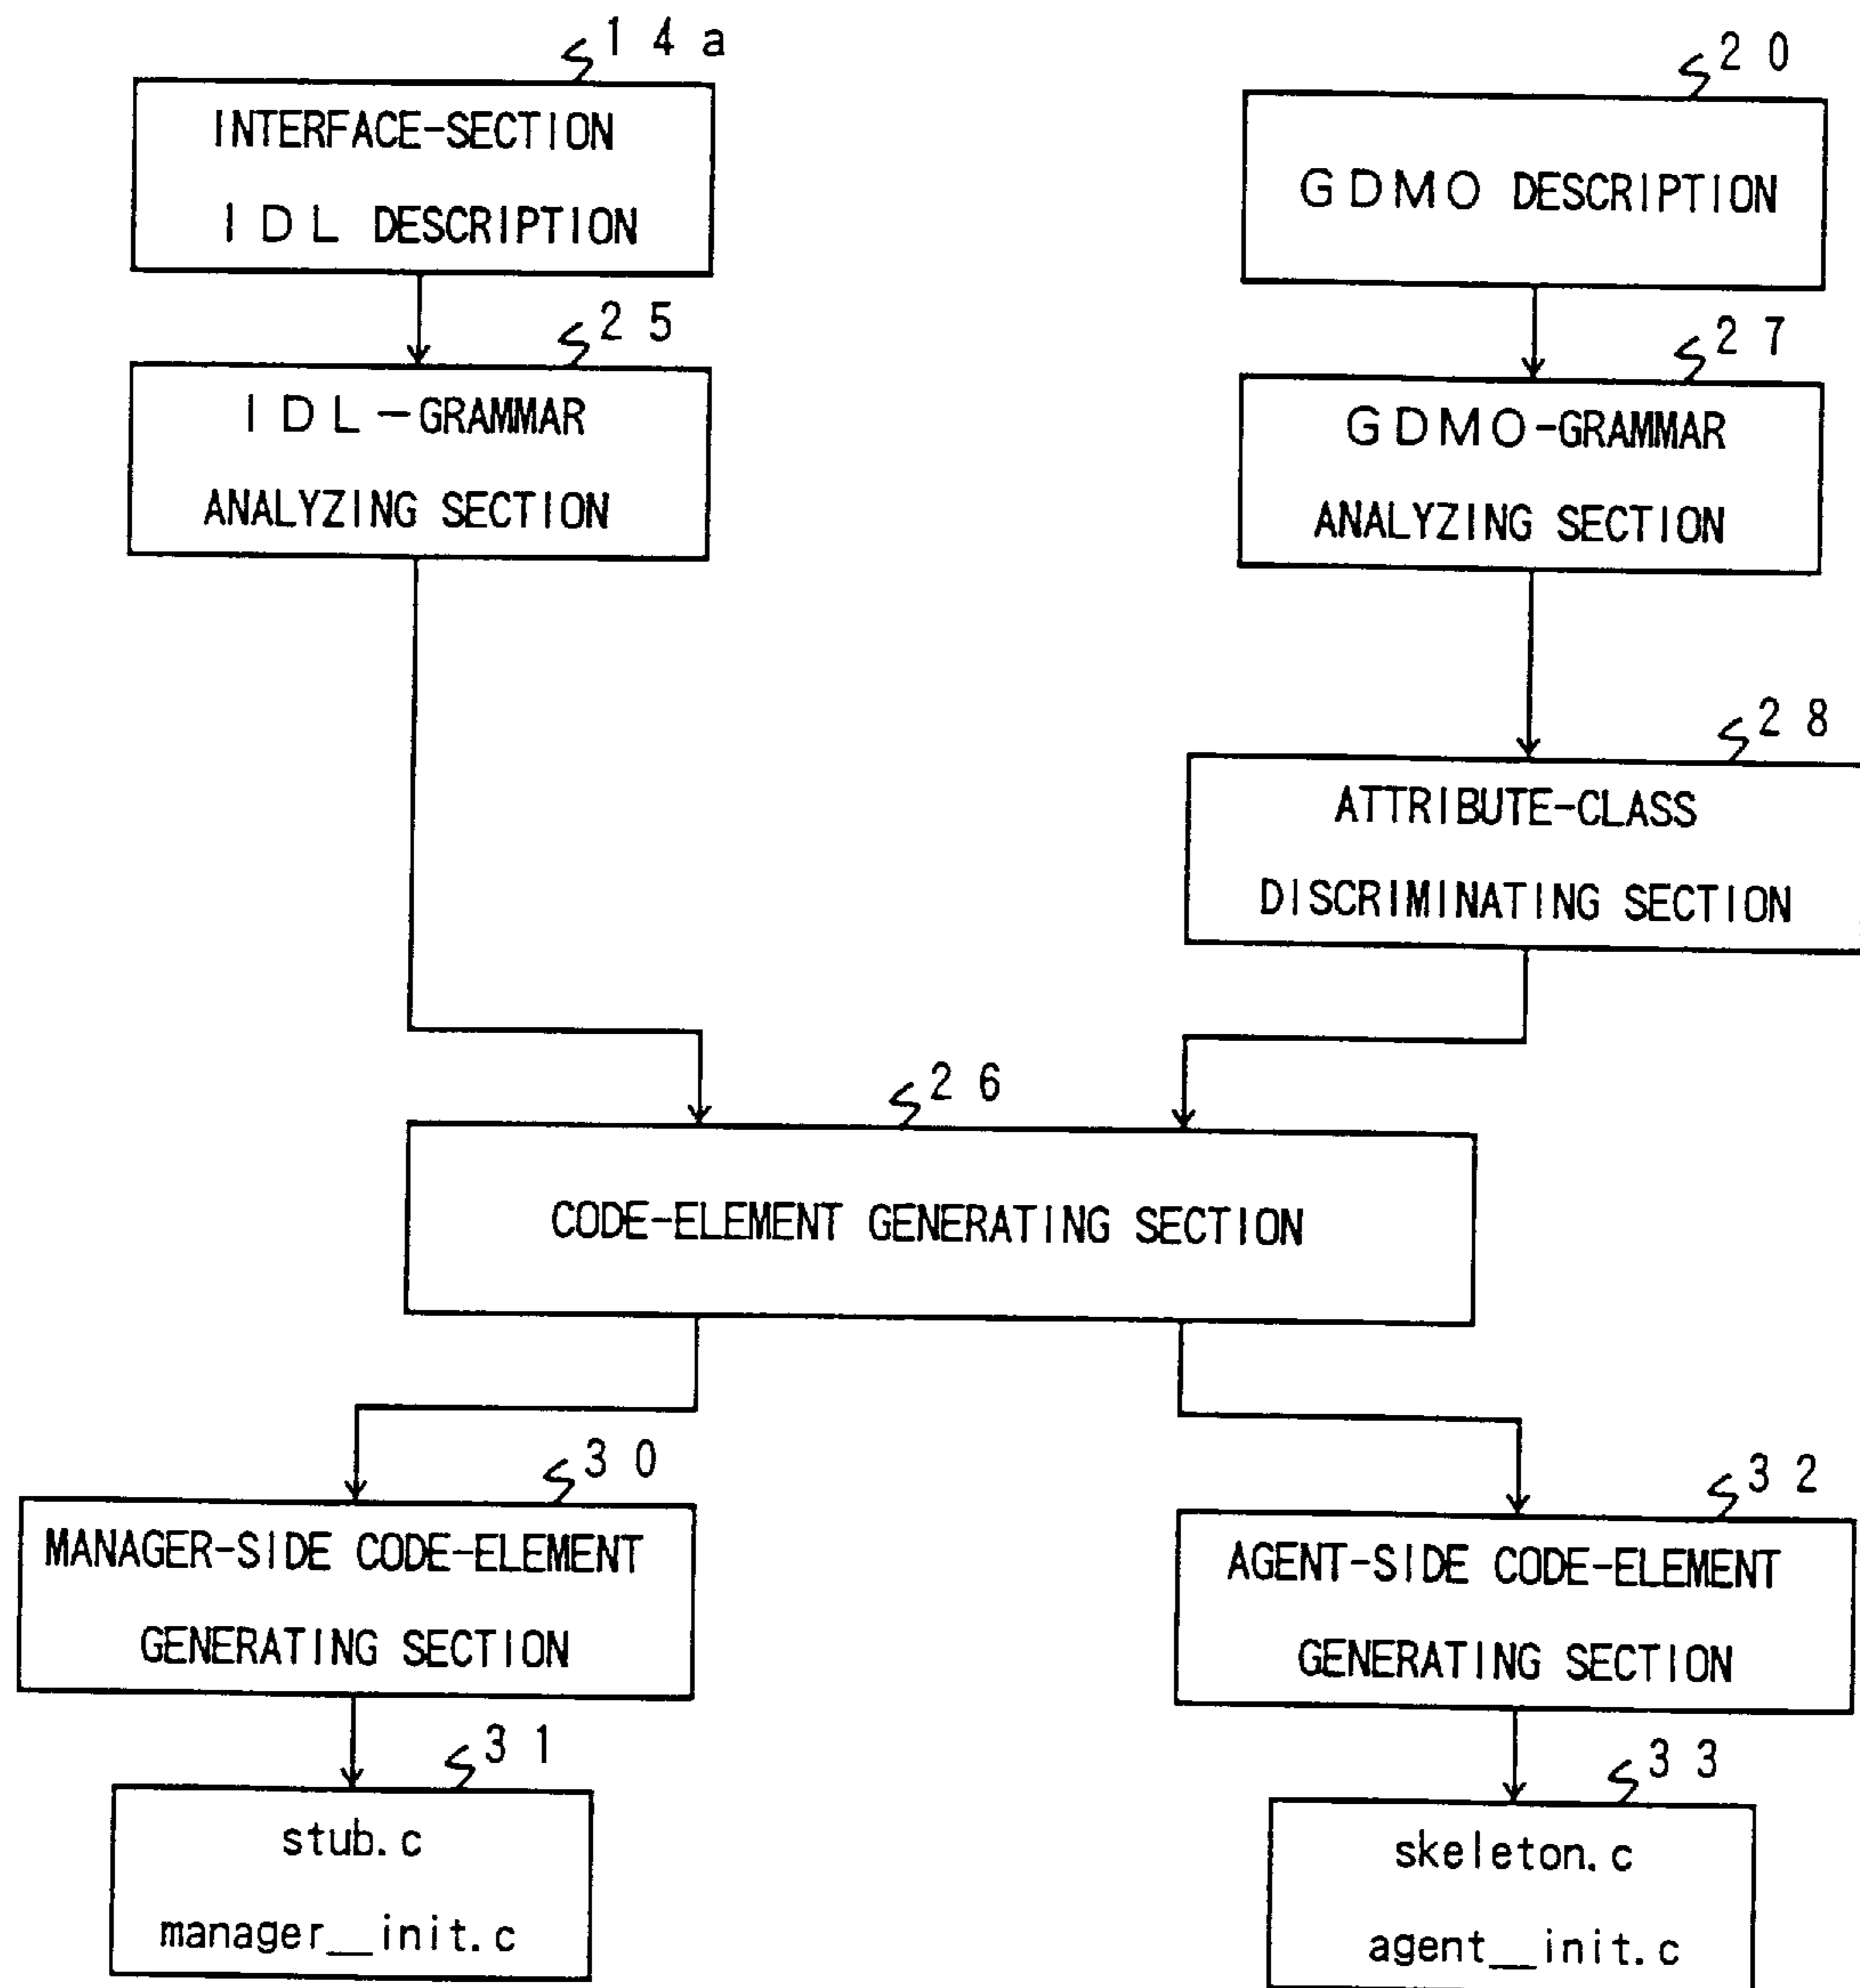 14a
INTERFACE-SECTION
IDL DESCRIPTION
20
GDMO DESCRIPTION
25
IDL-GRAMMAR
ANALYZING SECTION
27
GDMO-GRAMMAR
ANALYZING SECTION
28
ATTRIBUTE-CLASS
DISCRIMINATING SECTION
26
CODE-ELEMENT GENERATING SECTION
30
MANAGER-SIDE CODE-ELEMENT
GENERATING SECTION
32
AGENT-SIDE CODE-ELEMENT
GENERATING SECTION
31
stub.c
manager__init.c
33
skeleton.c
agent__init.c